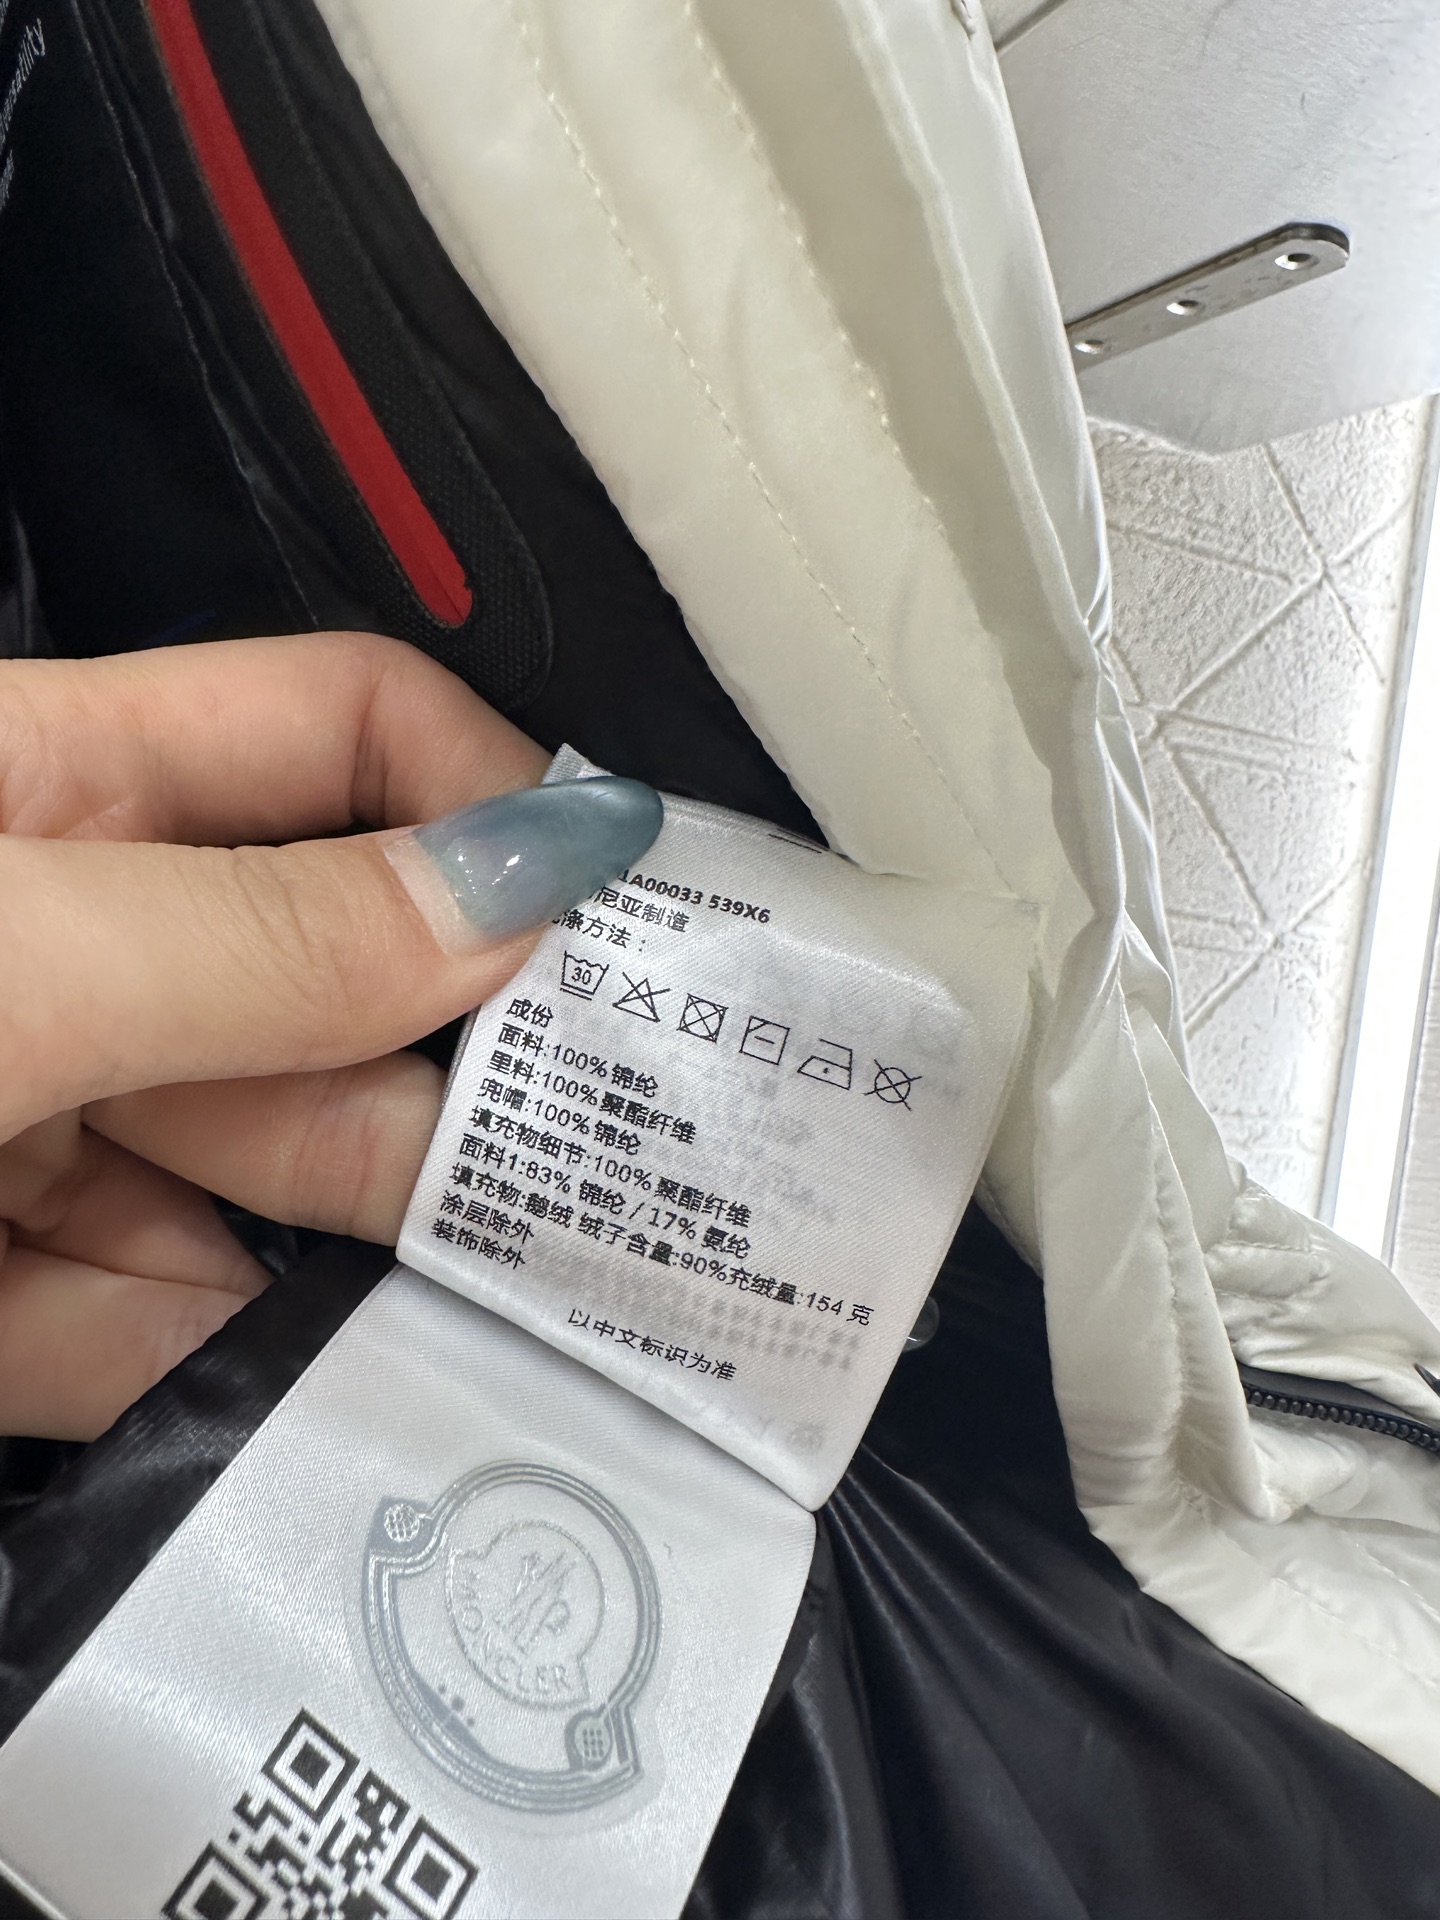 versatility
1A00033 539X6
尼亚制造
涤方法：
30
成份
面料:100% 锦纶
里料:100% 聚酯纤维
兜帽:100% 锦纶
填充物细节:100% 聚酯纤维
面料1:83% 锦纶 / 17% 氨纶
填充物:鹅绒 绒子含量:90%充绒量:154 克
涂层除外
装饰除外
以中文标识为准
MONCLER